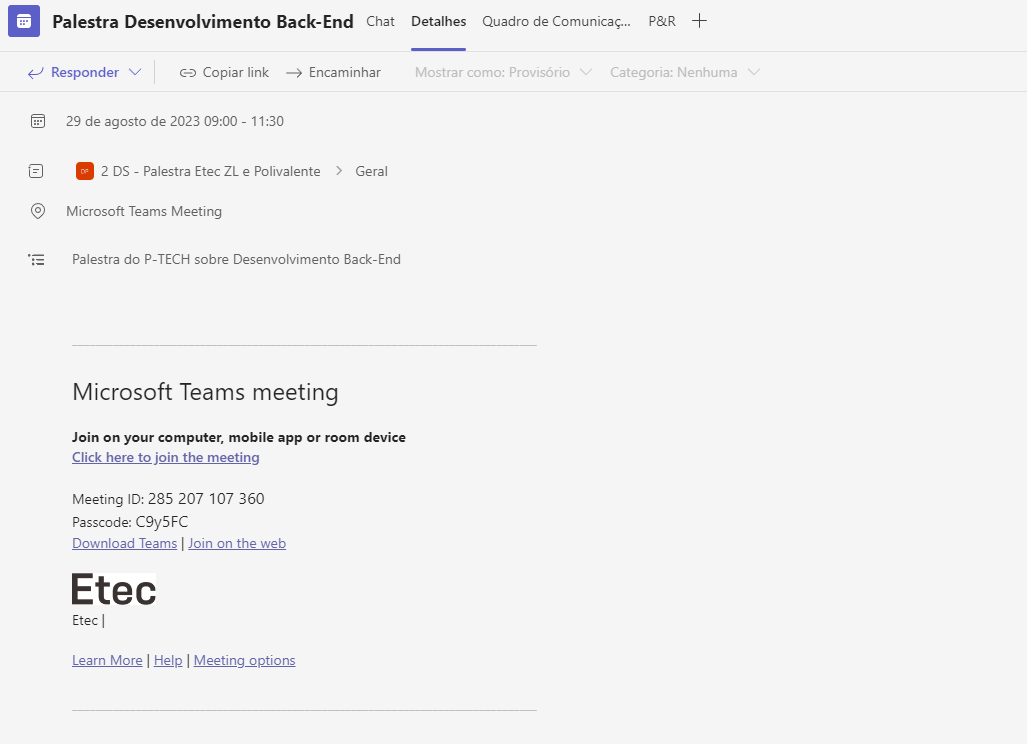 Palestra Desenvolvimento Back-End Chat Detalhes Quadro de Comunicaç... P&R
Responder Copiar link Encaminhar Mostrar como: Provisório Categoria: Nenhuma
29 de agosto de 2023 09:00 - 11:30
DP 2 DS - Palestra Etec ZL e Polivalente > Geral
Microsoft Teams Meeting
Palestra do P-TECH sobre Desenvolvimento Back-End
Microsoft Teams meeting
Join on your computer, mobile app or room device
Click here to join the meeting
Meeting ID: 285 207 107 360
Passcode: C9y5FC
Download Teams | Join on the web
Etec
Etec |
Learn More | Help | Meeting options